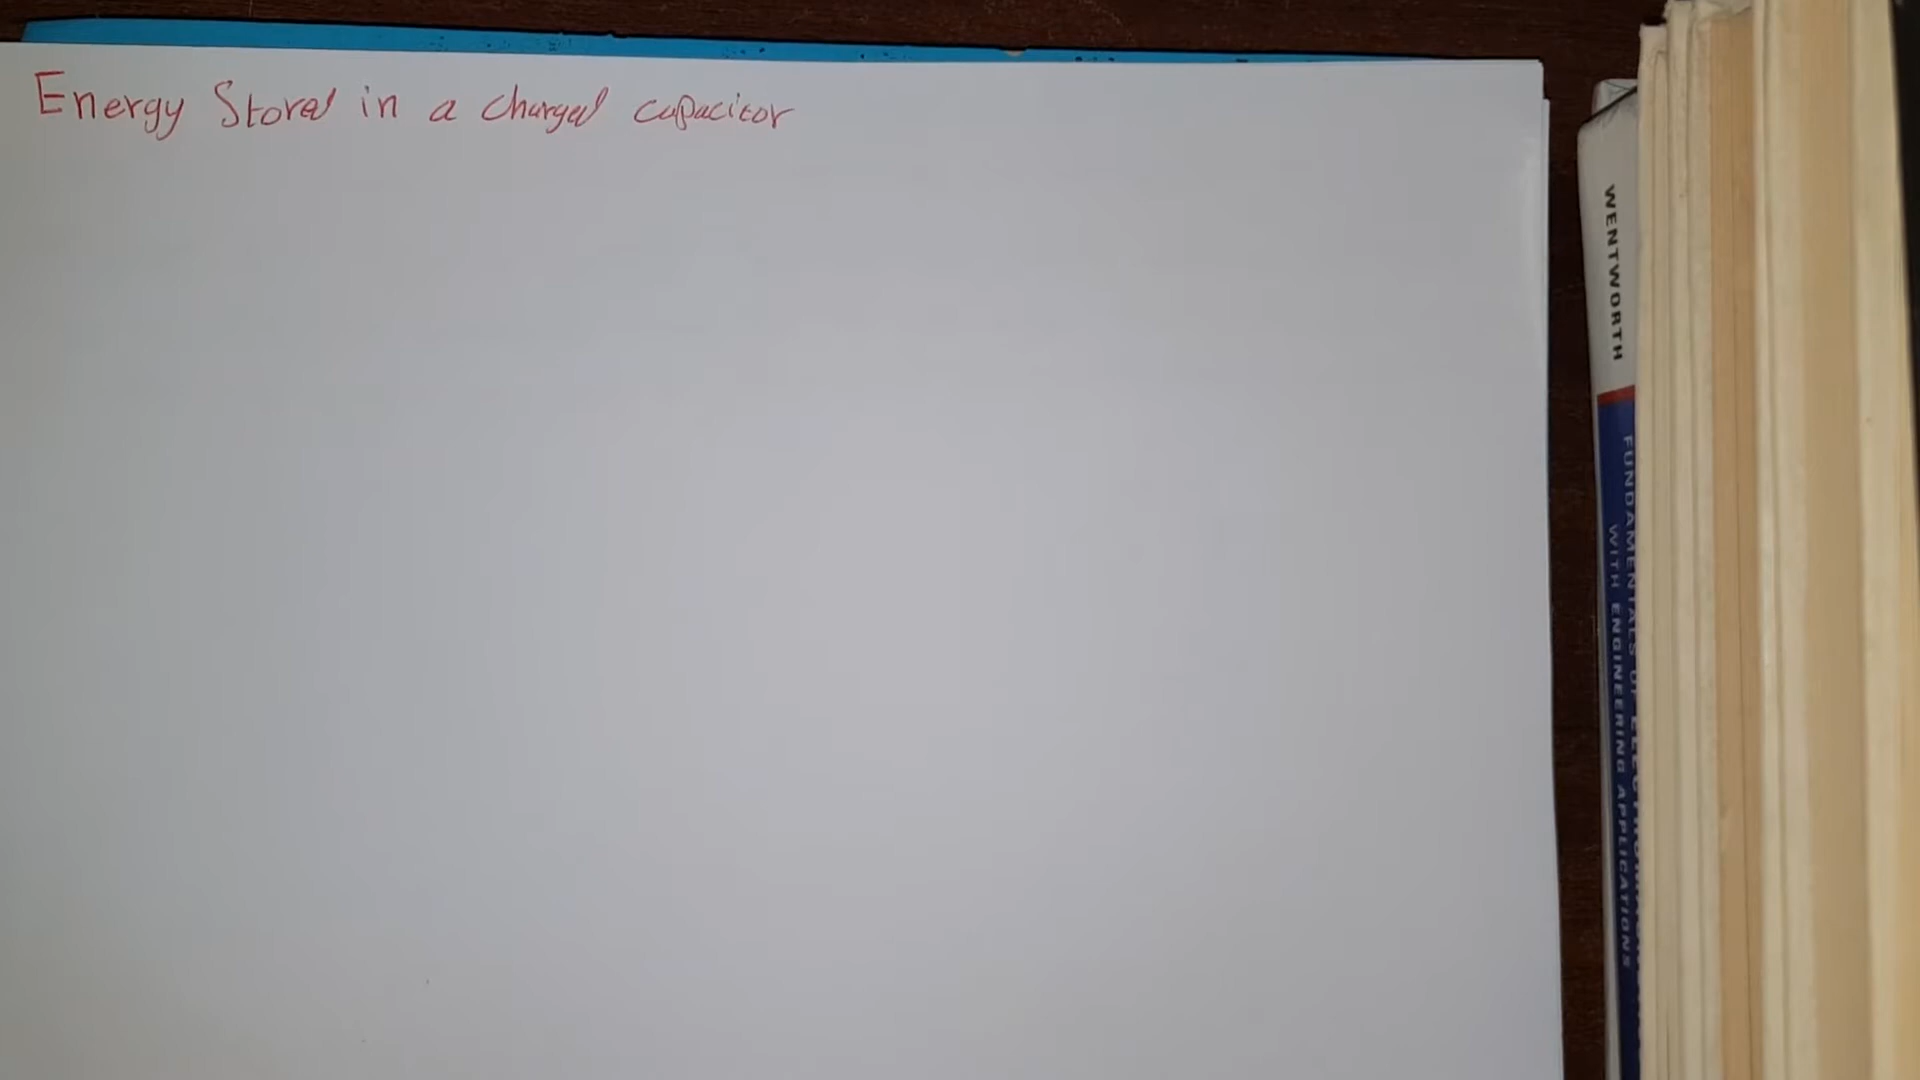 Energy Stored in a charged capacitor
WENTWORTH
FUNDAMENTALS OF ELECTROMAGNETICS
WITH ENGINEERING APPLICATIONS